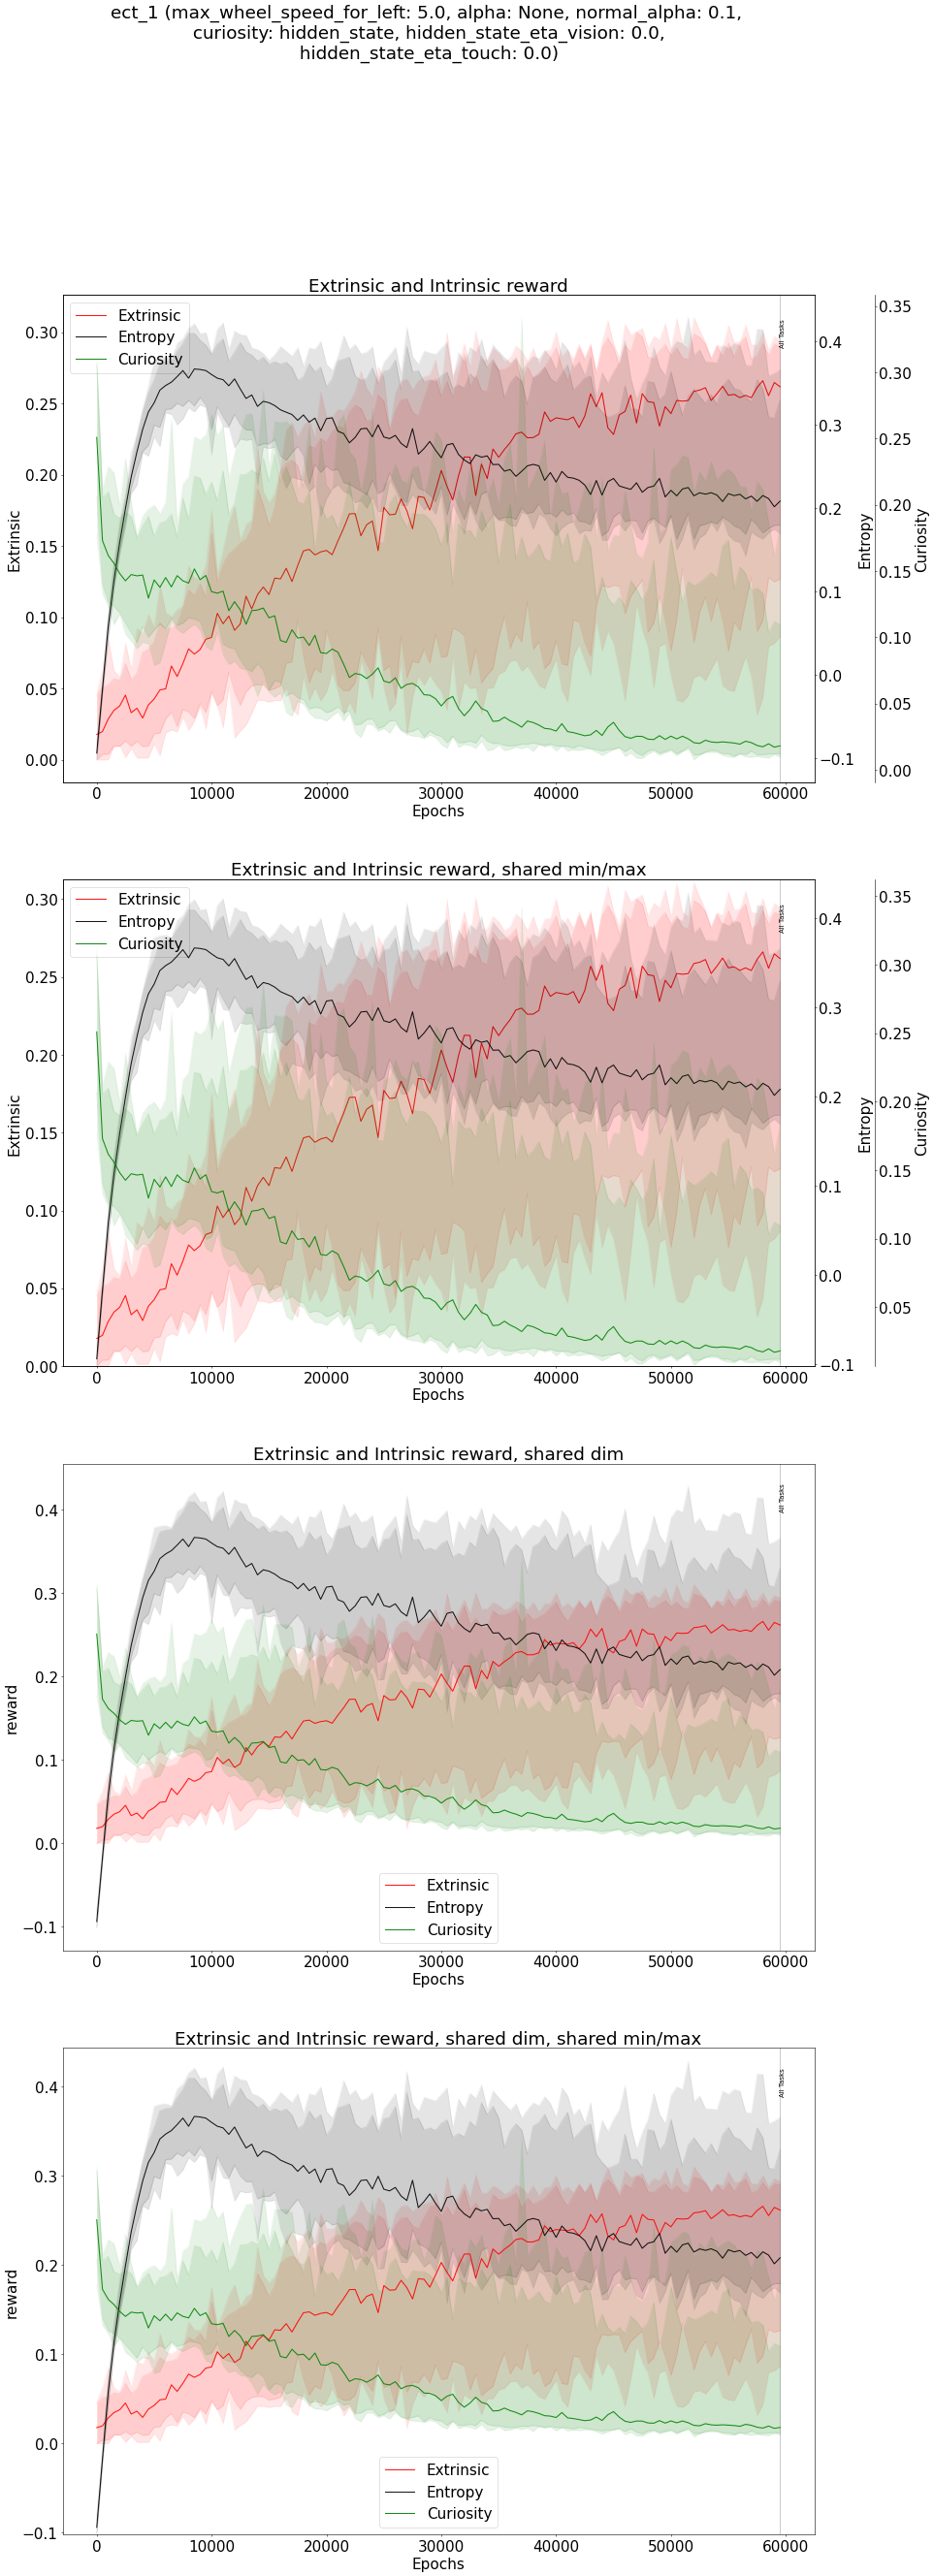 ect_1 (max_wheel_speed_for_left: 5.0, alpha: None, normal_alpha: 0.1,
curiosity: hidden_state, hidden_state_eta_vision: 0.0,
hidden_state_eta_touch: 0.0)
Extrinsic and Intrinsic reward
Extrinsic
Entropy
Curiosity
All Tasks
0.30
0.25
0.20
0.15
0.10
0.05
0.00
Extrinsic
0.4
0.3
0.2
0.1
0.0
−0.1
Entropy
0.35
0.30
0.25
0.20
0.15
0.10
0.05
0.00
Curiosity
0 10000 20000 30000 40000 50000 60000
Epochs
Extrinsic and Intrinsic reward, shared min/max
Extrinsic
Entropy
Curiosity
All Tasks
0.30
0.25
0.20
0.15
0.10
0.05
0.00
Extrinsic
0.4
0.3
0.2
0.1
0.0
−0.1
Entropy
0.35
0.30
0.25
0.20
0.15
0.10
0.05
Curiosity
0 10000 20000 30000 40000 50000 60000
Epochs
Extrinsic and Intrinsic reward, shared dim
All Tasks
0.4
0.3
0.2
0.1
0.0
−0.1
reward
Extrinsic
Entropy
Curiosity
0 10000 20000 30000 40000 50000 60000
Epochs
Extrinsic and Intrinsic reward, shared dim, shared min/max
All Tasks
0.4
0.3
0.2
0.1
0.0
−0.1
reward
Extrinsic
Entropy
Curiosity
0 10000 20000 30000 40000 50000 60000
Epochs